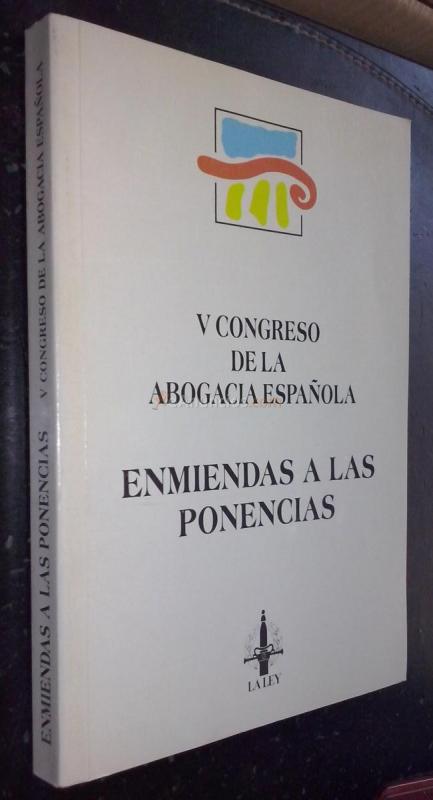 V CONGRESO
DE LA
ABOGACIA ESPAÑOLA
ENMIENDAS A LAS
PONENCIAS
LA LEY
ENMIENDAS A LAS PONENCIAS V CONGRESO DE LA ABOGACIA ESPAÑOLA